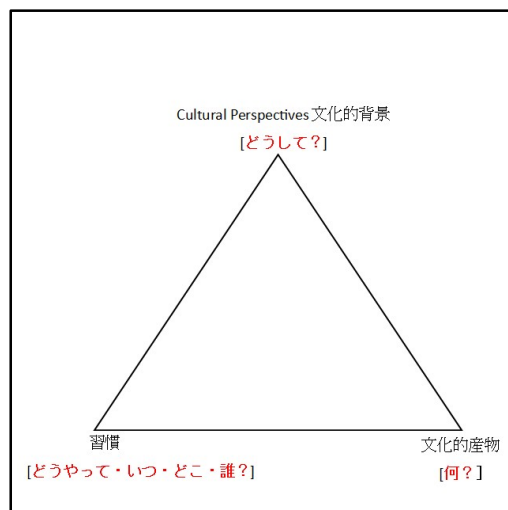 Cultural Perspectives 文化的背景
[どうして？]
習慣
[どうやって・いつ・どこ・誰？]
文化的産物
[何？]